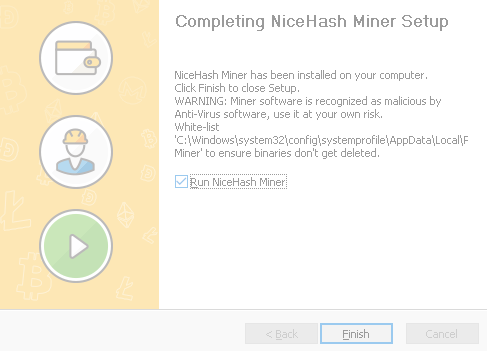 Completing NiceHash Miner Setup
NiceHash Miner has been installed on your computer.
Click Finish to close Setup.
WARNING: Miner software is recognized as malicious by
Anti-Virus software, use it at your own risk.
White-list
'C:\Windows\system32\config\systemprofile\AppData\Local\F
Miner' to ensure binaries don't get deleted.
Run NiceHash Miner
< Back Finish Cancel